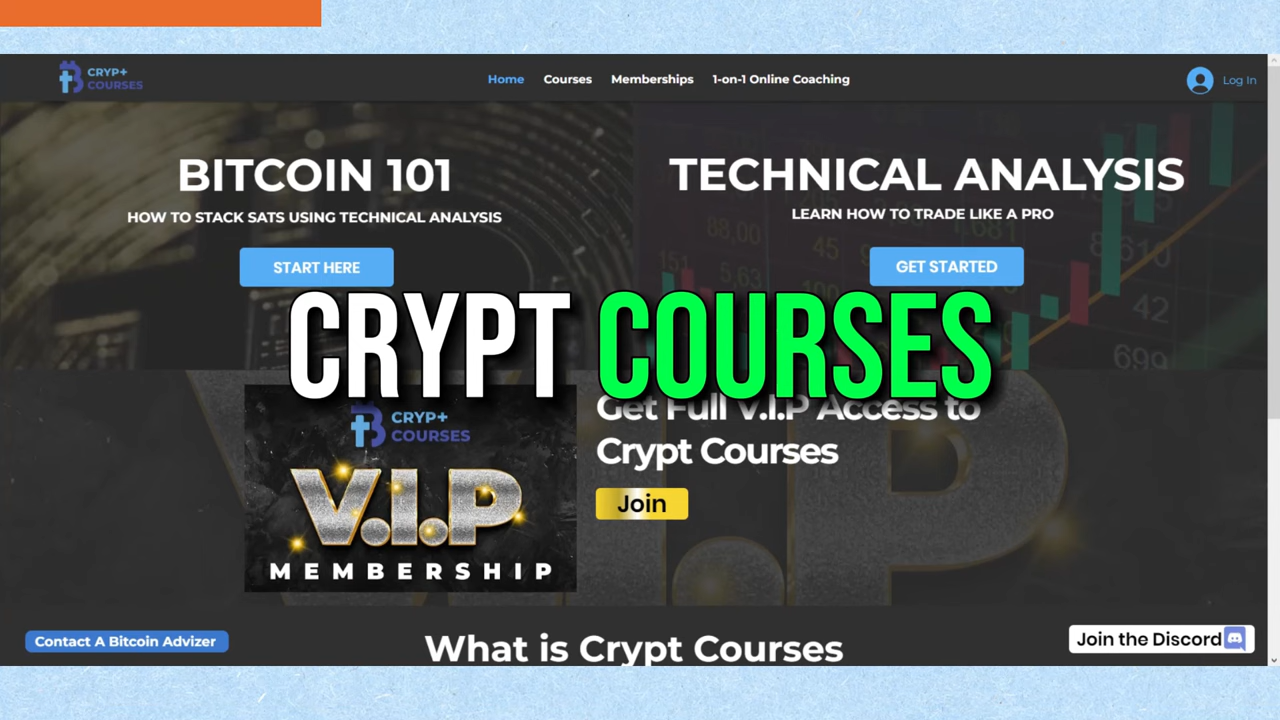 CRYP+
COURSES
Home
Courses
Memberships
1-on-1 Online Coaching
Log In
BITCOIN 101
HOW TO STACK SATS USING TECHNICAL ANALYSIS
START HERE
TECHNICAL ANALYSIS
LEARN HOW TO TRADE LIKE A PRO
GET STARTED
CRYPT COURSES
CRYP+
COURSES
V.I.P
MEMBERSHIP
Get Full V.I.P Access to
Crypt Courses
Join
Contact A Bitcoin Advizer
What is Crypt Courses
Join the Discord